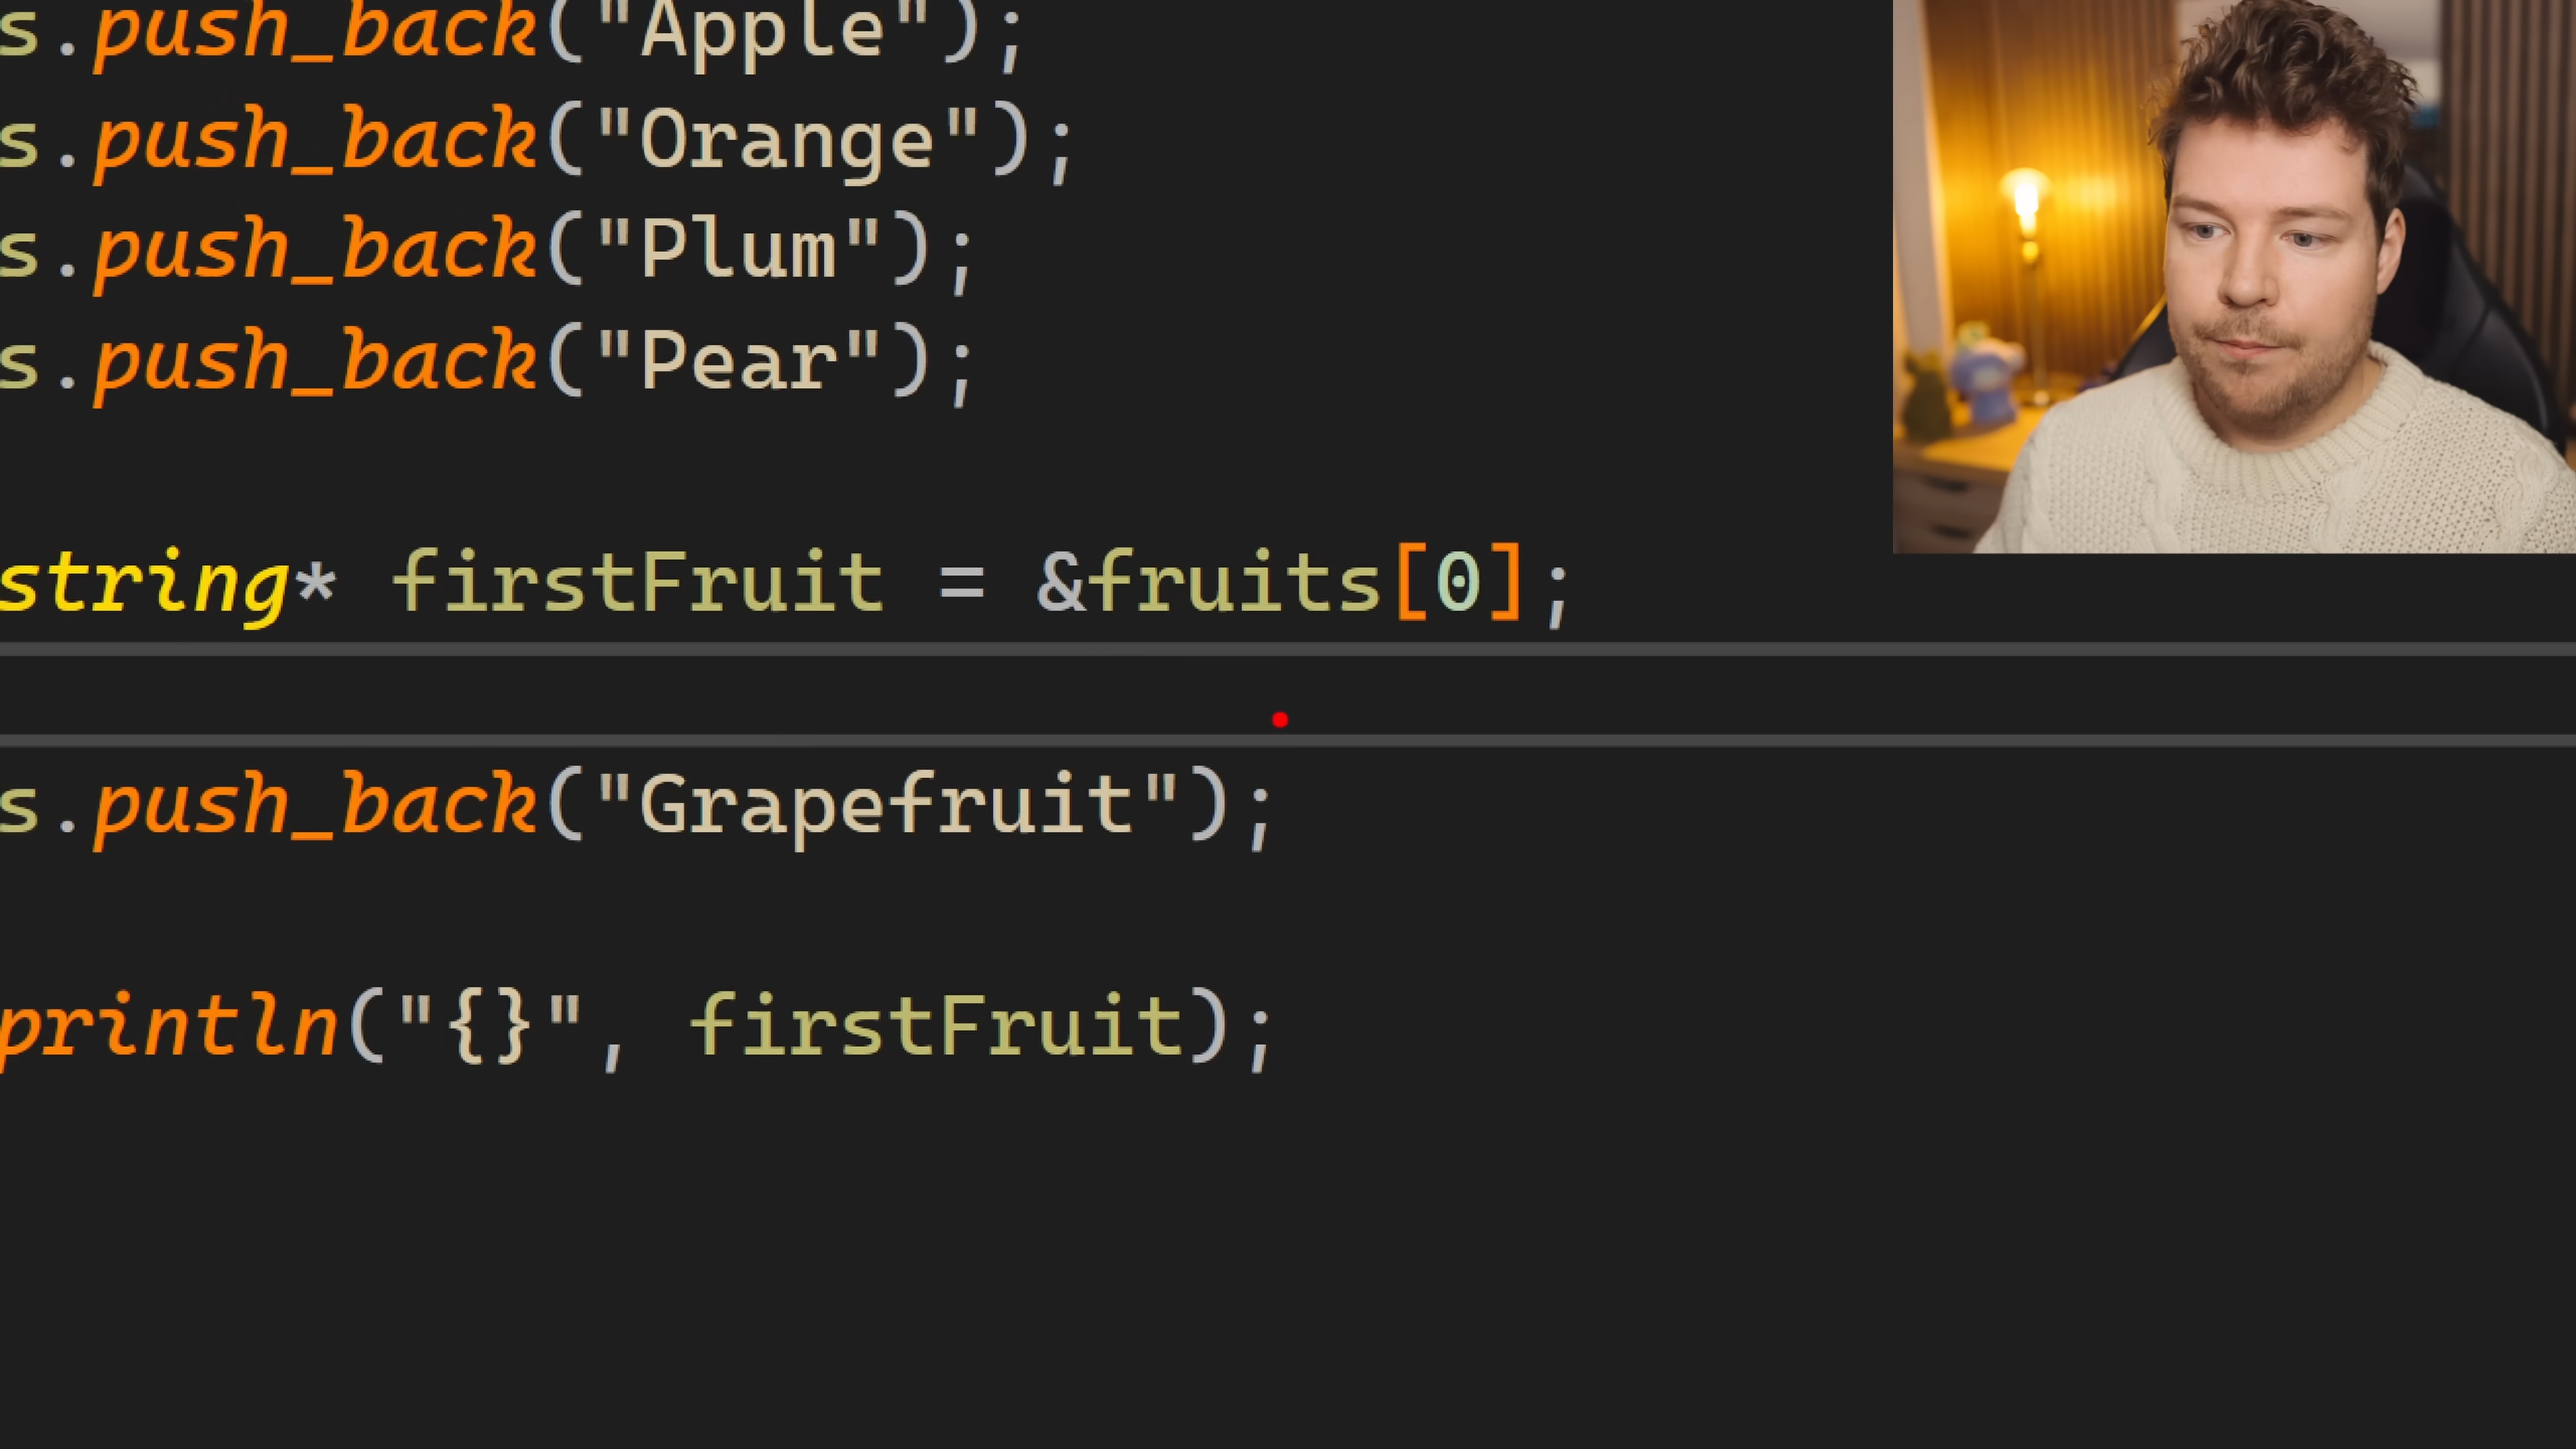 s.push_back("Apple");
s.push_back("Orange");
s.push_back("Plum");
s.push_back("Pear");
string* firstFruit = &fruits[0];
s.push_back("Grapefruit");
println("{}", firstFruit);